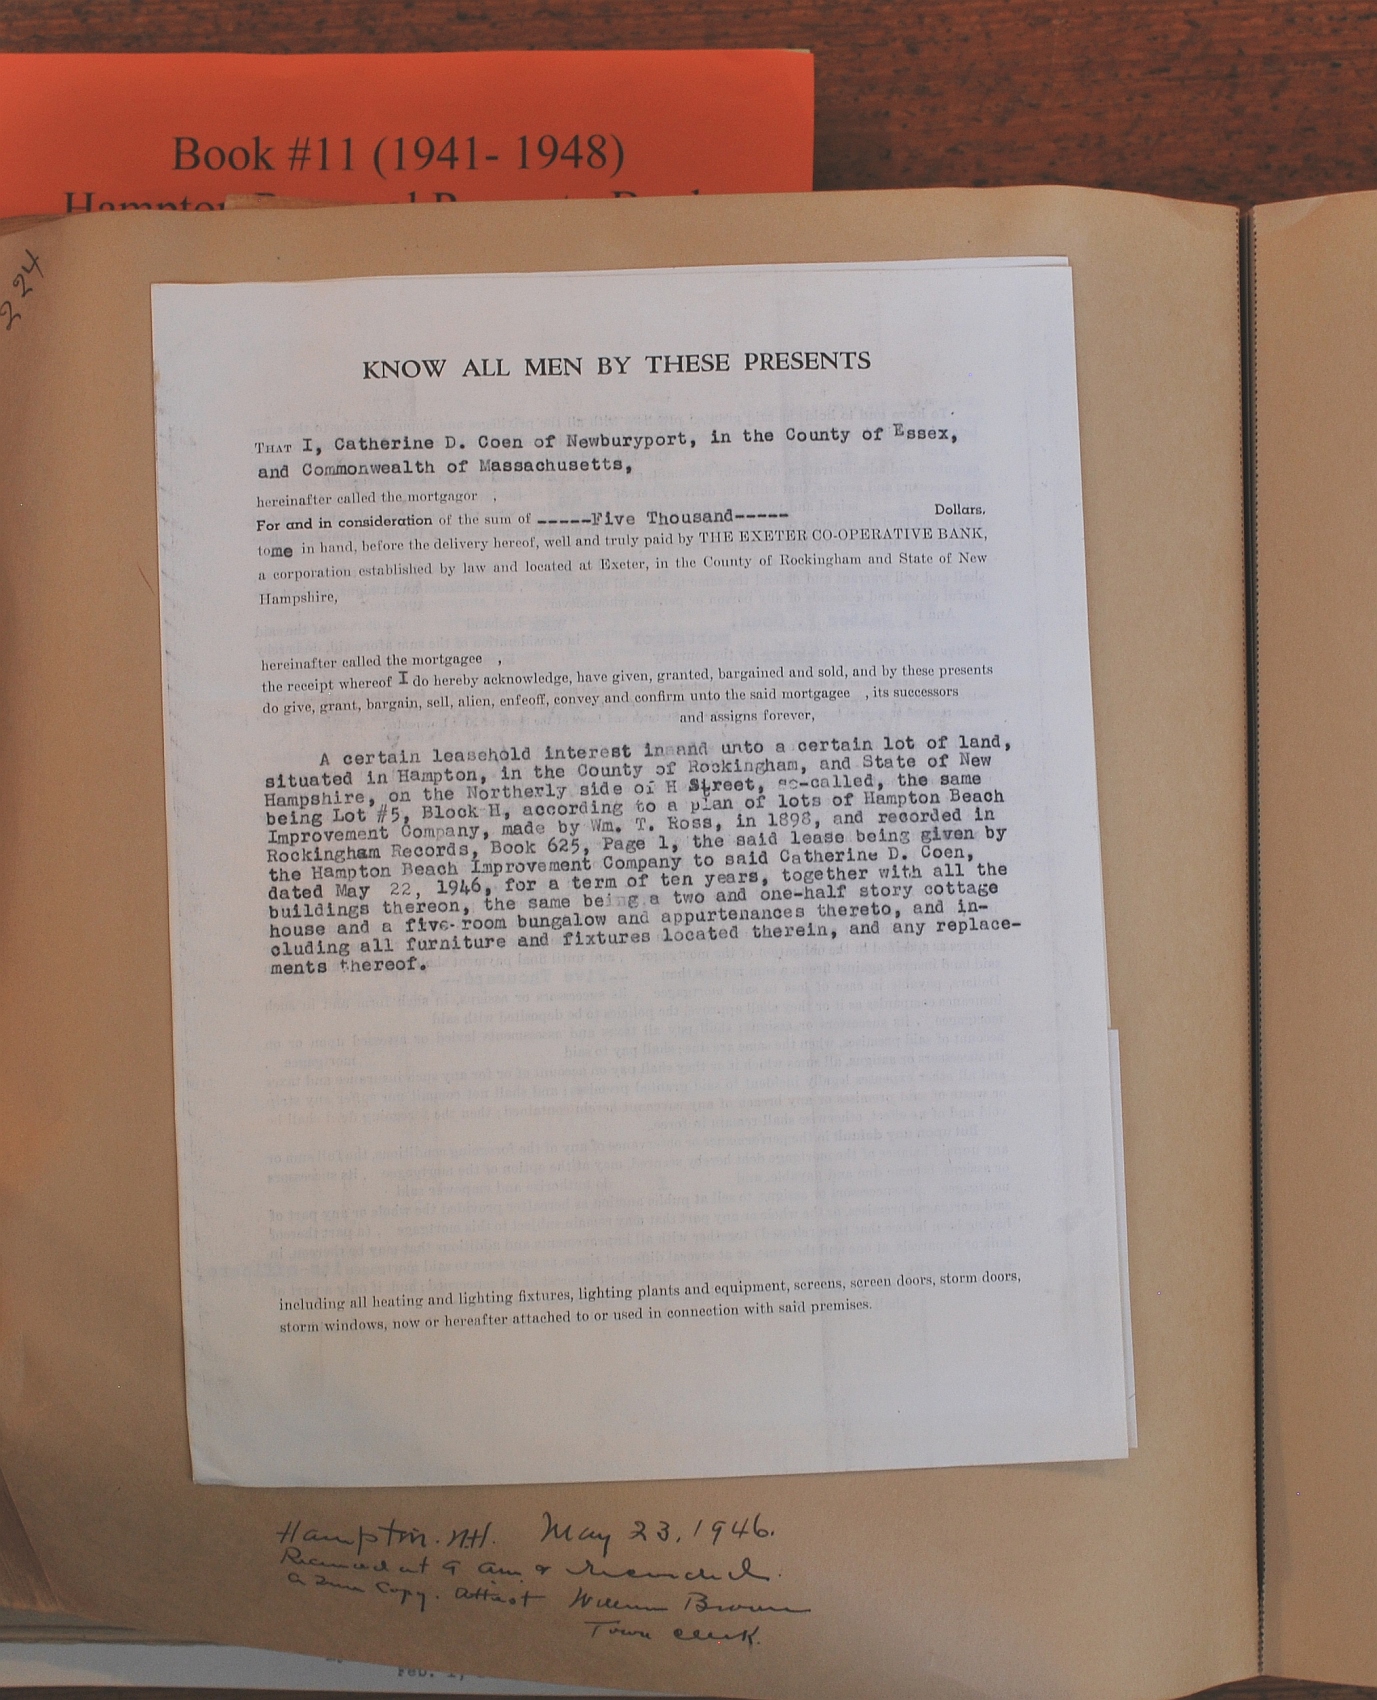 Book #11 (1941- 1948)
Hampton
224
KNOW ALL MEN BY THESE PRESENTS
THAT I, Catherine D. Coen of Newburyport, in the County of Essex,
and Commonwealth of Massachusetts,
hereinafter called the mortgagor ,
For and in consideration of the sum of -----Five Thousand----- Dollars,
to me in hand, before the delivery hereof, well and truly paid by THE EXETER CO-OPERATIVE BANK,
a corporation established by law and located at Exeter, in the County of Rockingham and State of New
Hampshire,
hereinafter called the mortgagee ,
the receipt whereof I do hereby acknowledge, have given, granted, bargained and sold, and by these presents
do give, grant, bargain, sell, alien, enfeoff, convey and confirm unto the said mortgagee , its successors
and assigns forever,
A certain leasehold interest in and unto a certain lot of land,
situated in Hampton, in the County of Rockingham, and State of New
Hampshire, on the Northerly side of H Street, so-called, the same
being Lot #5, Block H, according to a plan of lots of Hampton Beach
Improvement Company, made by Wm. T. Ross, in 1898, and recorded in
Rockingham Records, Book 625, Page 1, the said lease being given by
the Hampton Beach Improvement Company to said Catherine D. Coen,
dated May 22, 1946, for a term of ten years, together with all the
buildings thereon, the same being a two and one-half story cottage
house and a five-room bungalow and appurtenances thereto, and in-
cluding all furniture and fixtures located therein, and any replace-
ments thereof.
including all heating and lighting fixtures, lighting plants and equipment, screens, screen doors, storm doors,
storm windows, now or hereafter attached to or used in connection with said premises.
Hampton. N.H. May 23, 1946.
Received at 9 am &
a true Copy. Attest William Brown
Town Clerk.
Feb. 1,